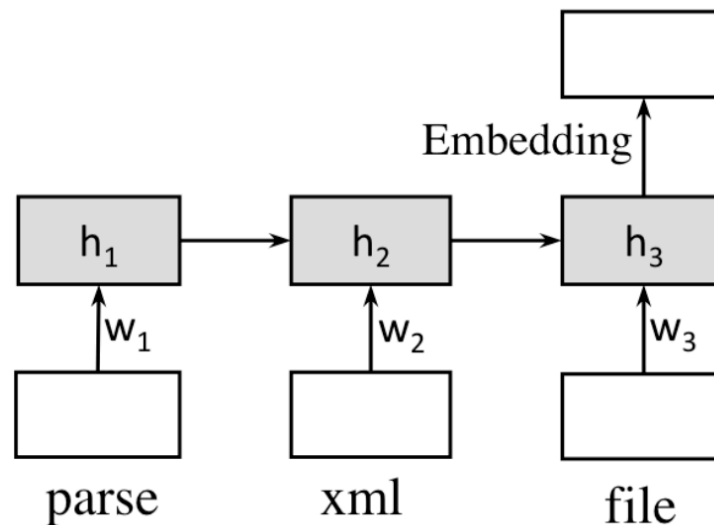 Embedding
h₁ h₂ h₃
w₁ w₂ w₃
parse xml file